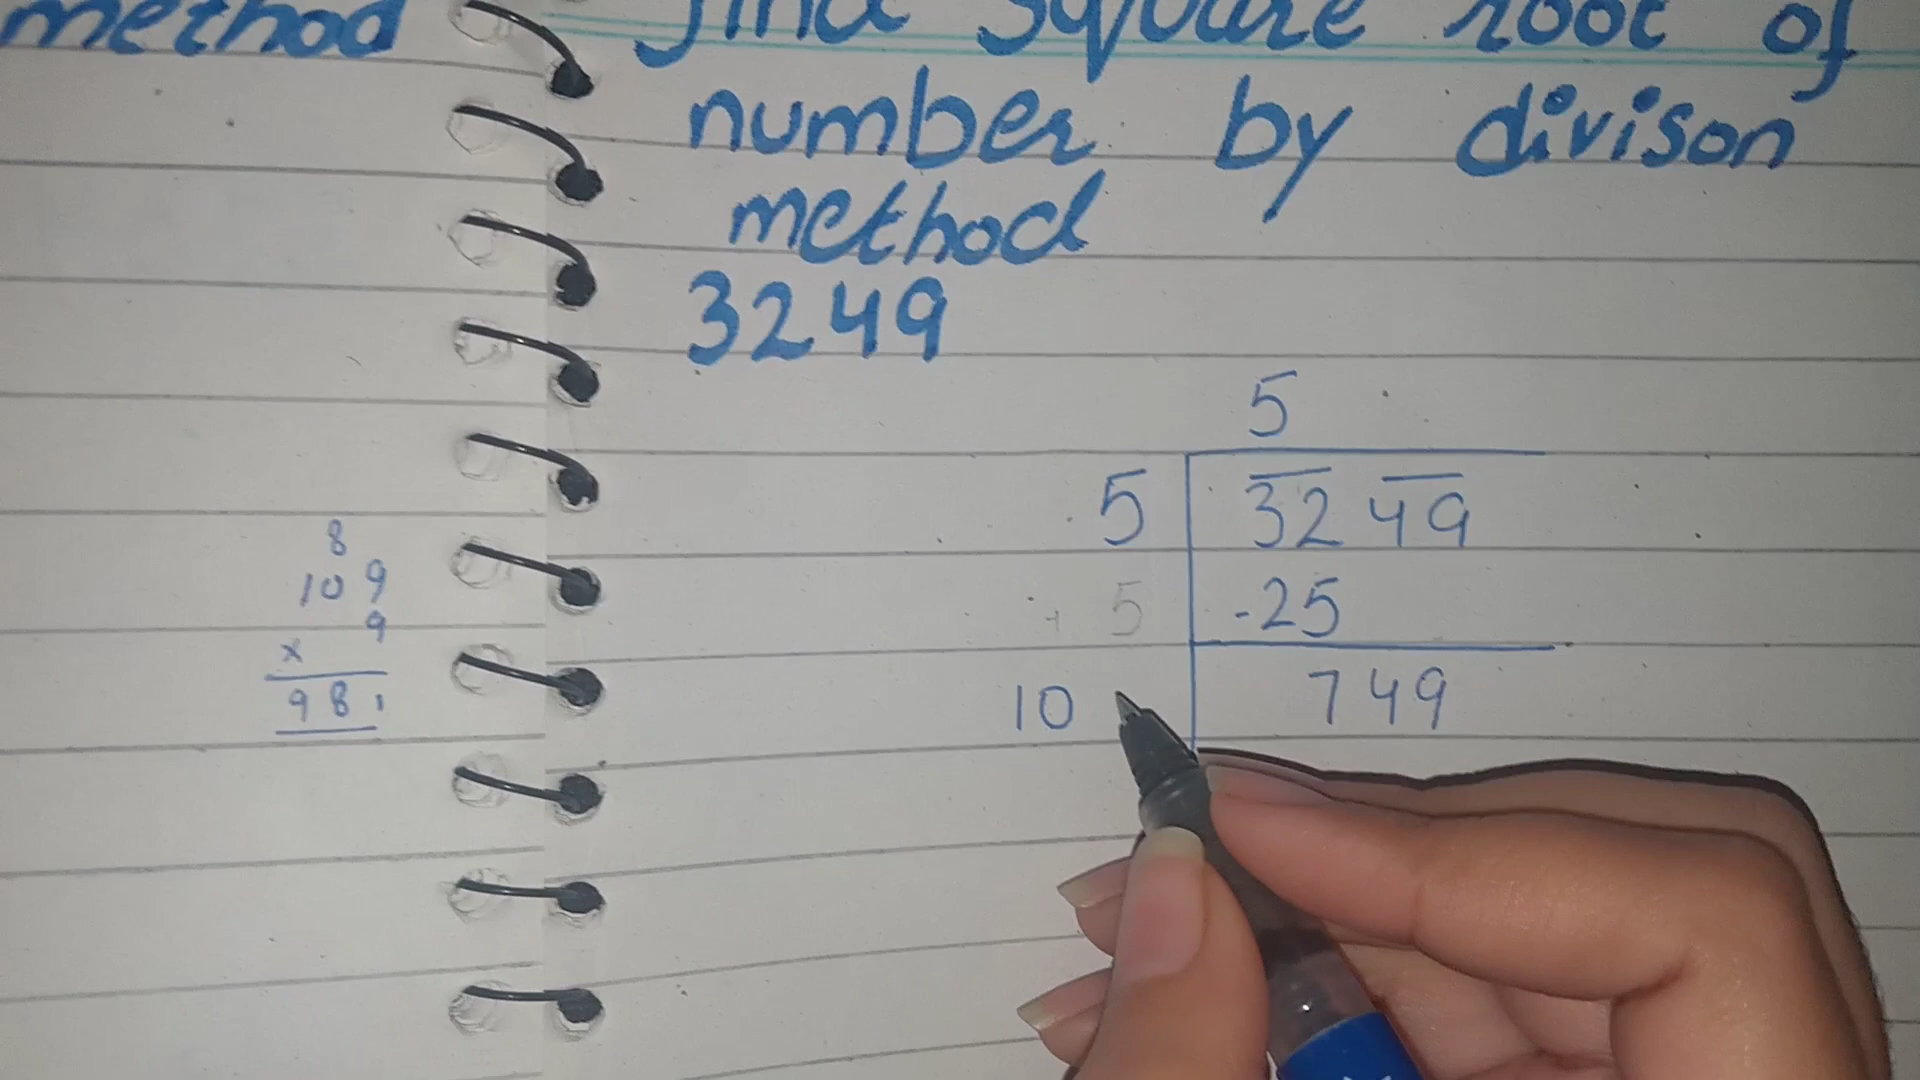 method
find square root of
number by divison
method
3249
5
5 32 49
+ 5 -25
10 749
8
109
x 9
981